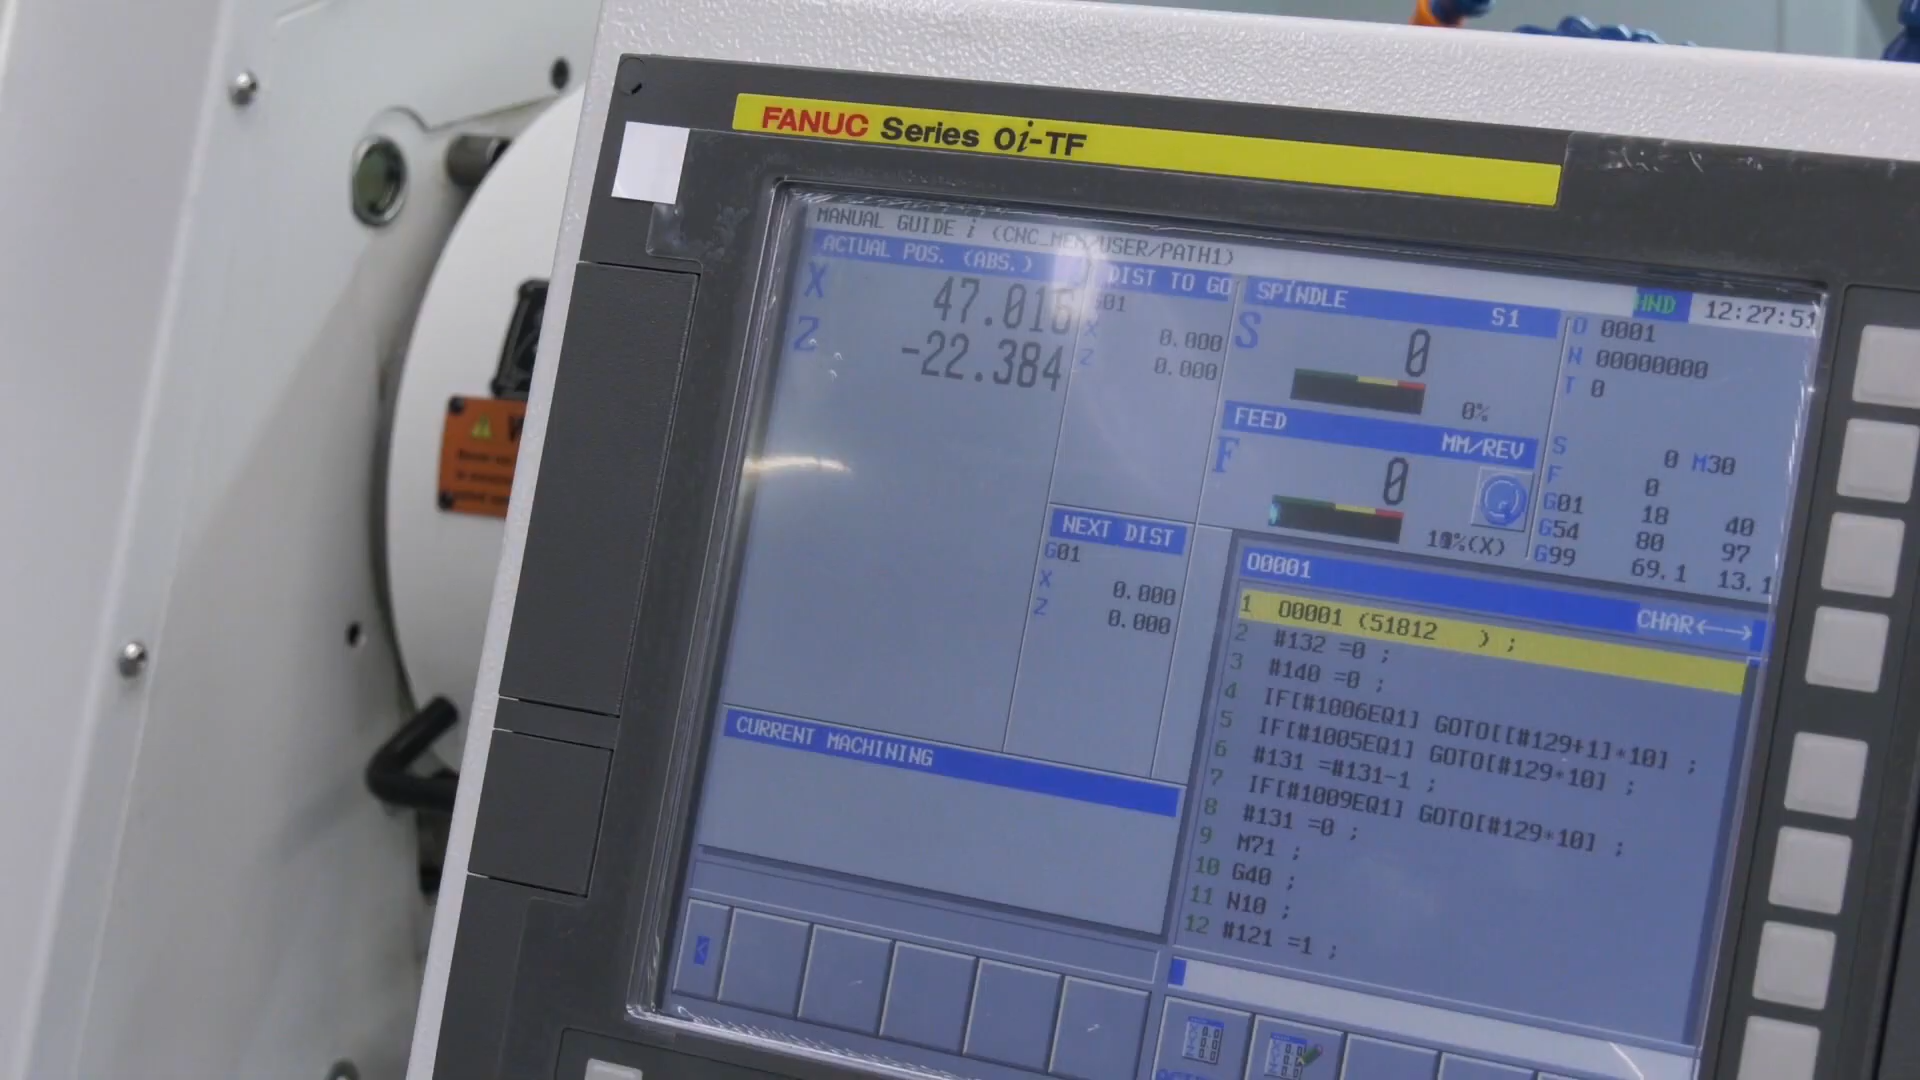 FANUC Series 0i-TF
MANUAL GUIDE i (CNC_MEM/USER/PATH1)
HND 12:27:51
ACTUAL POS. (ABS.)
X 47.016
Z -22.384
DIST TO GO
G01
X 0.000
Z 0.000
SPINDLE S1
S 0
0%
FEED MM/REV
F 0
(X)
O 0001
N 00000000
T 0
S 0 M30
F 0
G01 18 40
G54 80 97
G99 69.1 13.1
NEXT DIST
G01
X 0.000
Z 0.000
CURRENT MACHINING
O0001
CHAR←--→
1 O0001 (51812 ) ;
2 #132 =0 ;
3 #140 =0 ;
4 IF[#1006EQ1] GOTO[[#129+1]*10] ;
5 IF[#1005EQ1] GOTO[#129*10] ;
6 #131 =#131-1 ;
7 IF[#1009EQ1] GOTO[#129*10] ;
8 #131 =0 ;
9 M71 ;
10 G40 ;
11 N10 ;
12 #121 =1 ;
<